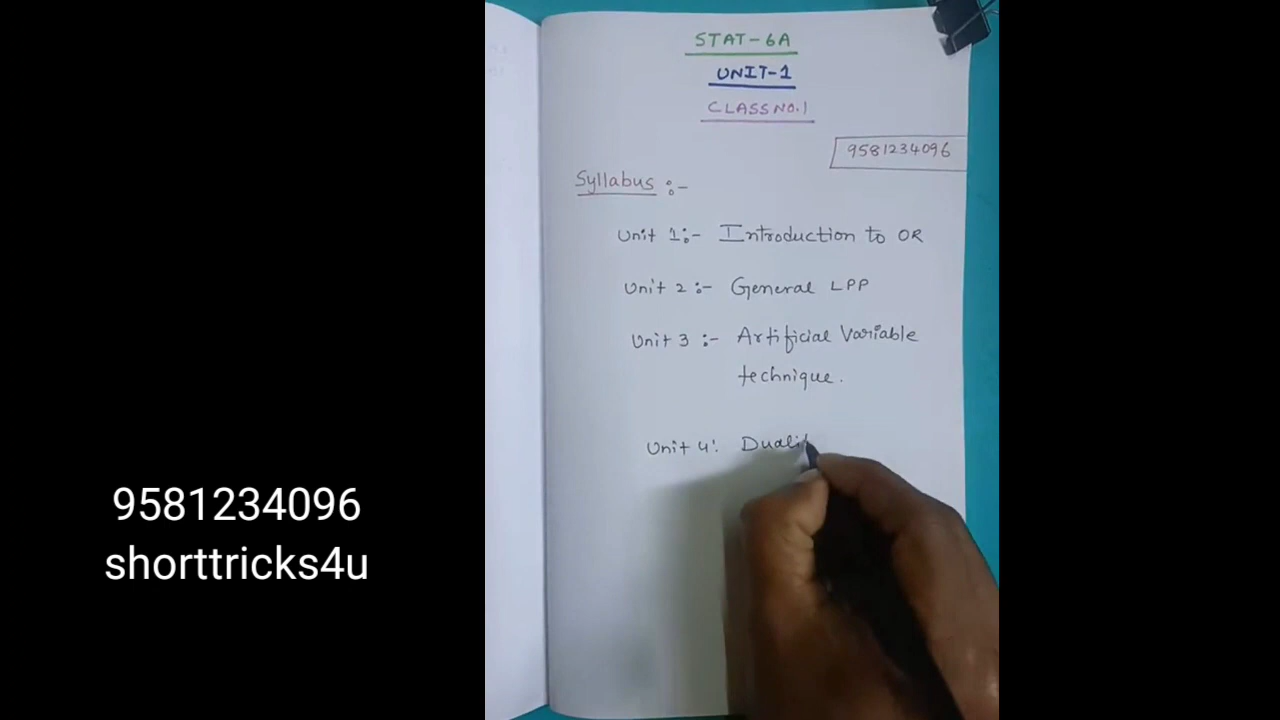 STAT-6A
UNIT-1
CLASS NO.1
9581234096
Syllabus :-
Unit 1:- Introduction to OR
Unit 2 :- General LPP
Unit 3 :- Artificial Variable
technique.
Unit 4:
9581234096
shorttricks4u